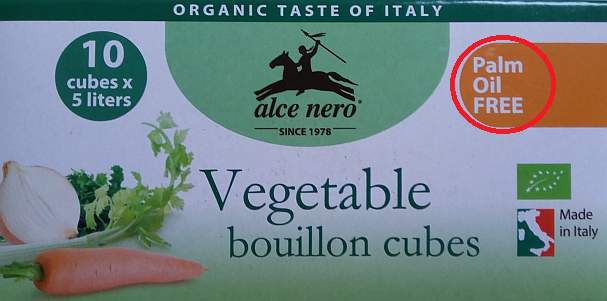 ORGANIC TASTE OF ITALY
10
cubes x
5 liters
alce nero®
SINCE 1978
Palm
Oil
FREE
Vegetable
bouillon cubes
Made
in Italy